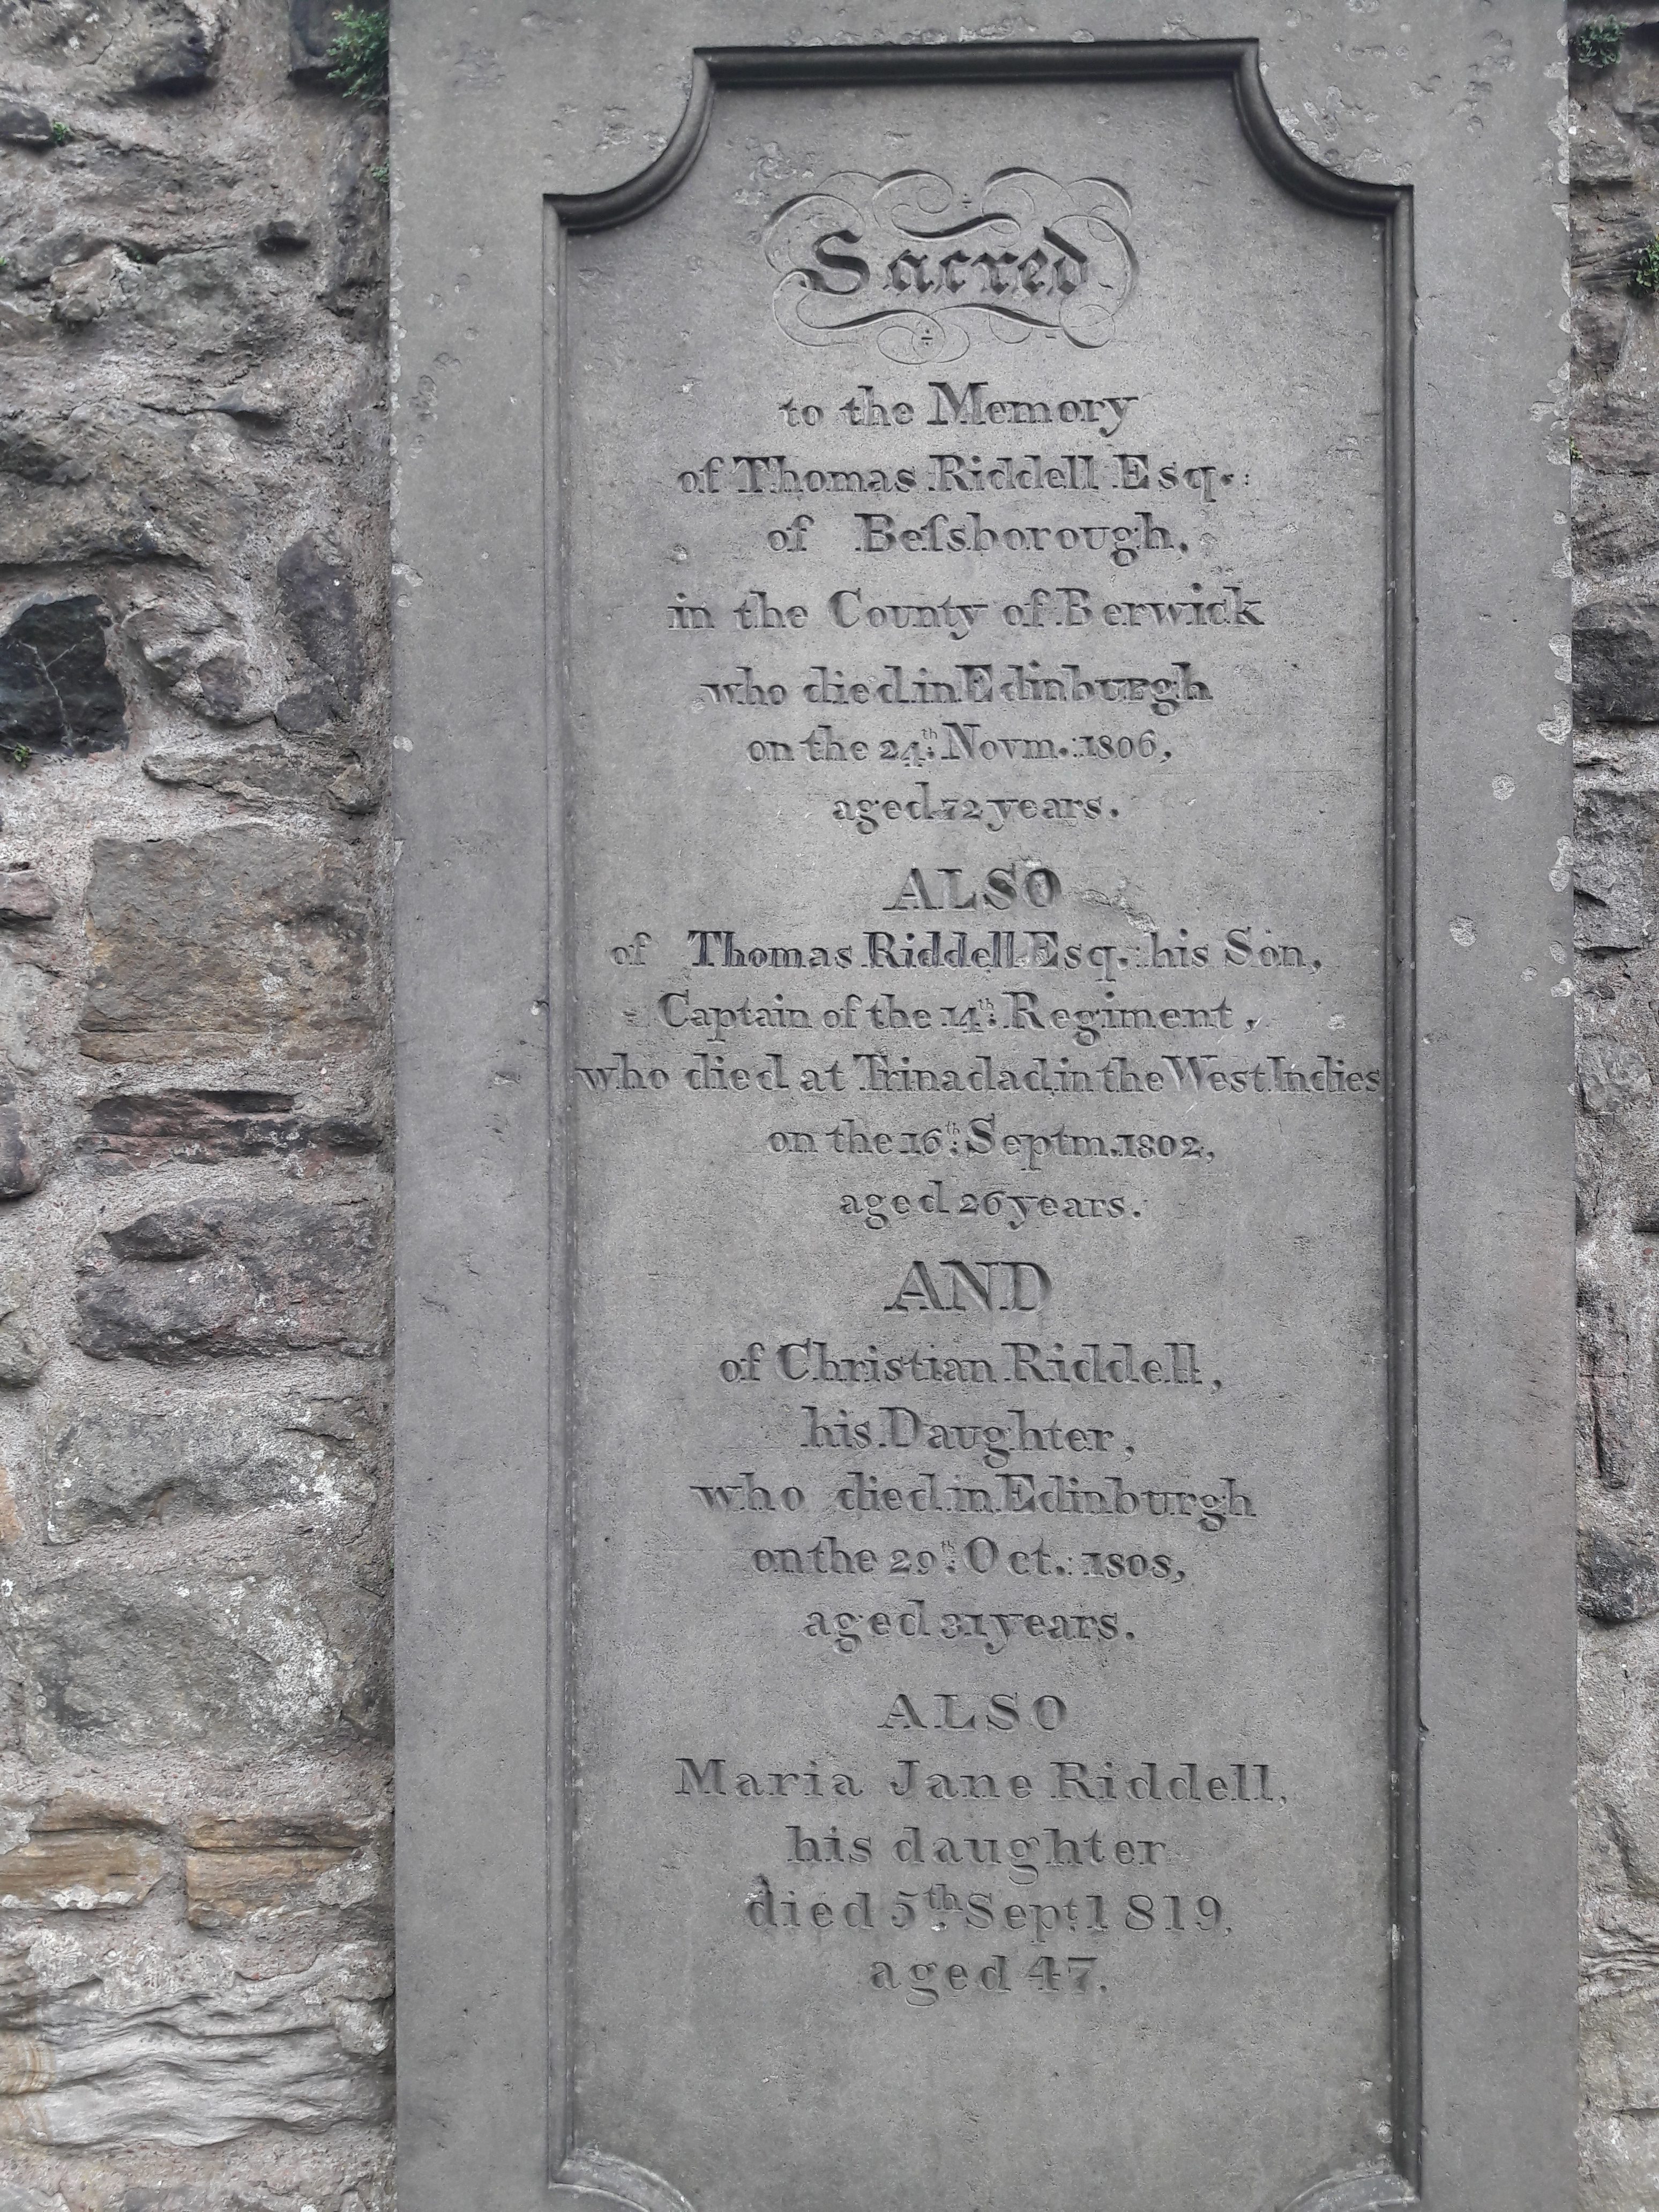 Sacred
to the Memory
of Thomas Riddell Esq.:
of Beſsborough,
in the County of Berwick
who died in Edinburgh
on the 24th. Novm.: 1806,
aged 72 years.
ALSO
of Thomas Riddell Esq.: his Son,
Captain of the 14th. Regiment,
who died at Trinadad in the West Indies
on the 16th. Septm. 1802,
aged 26 years.
AND
of Christian Riddell,
his Daughter,
who died in Edinburgh
on the 29th. Oct.: 1808,
aged 31 years.
ALSO
Maria Jane Riddell,
his daughter
died 5th. Sept. 1819,
aged 47.